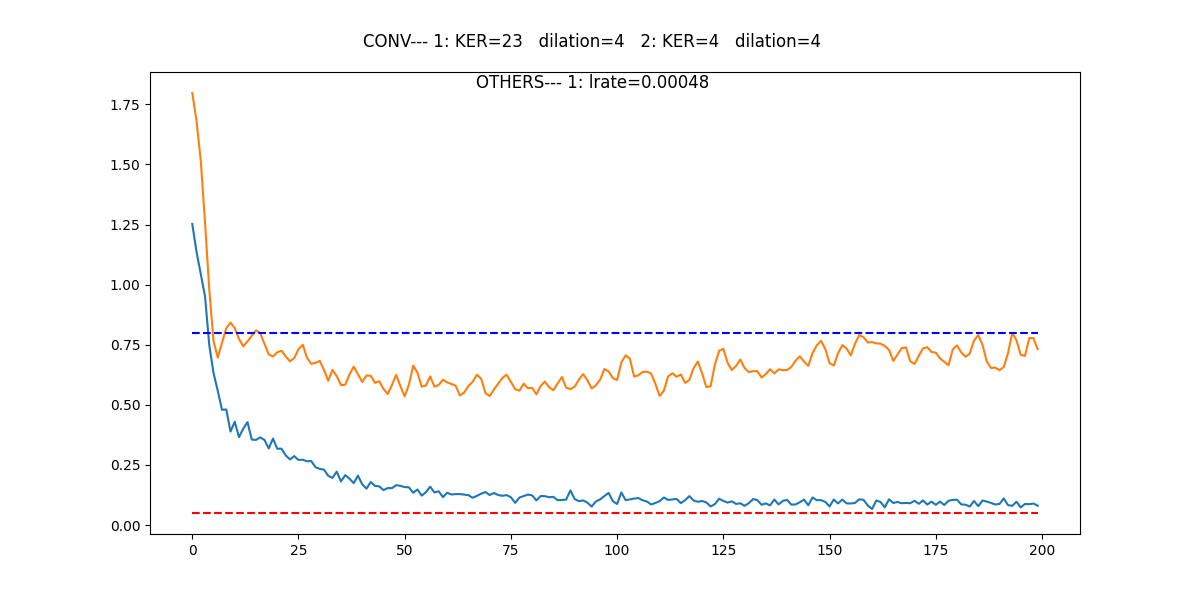 CONV--- 1: KER=23   dilation=4   2: KER=4   dilation=4
OTHERS--- 1: lrate=0.00048
1.75
1.50
1.25
1.00
0.75
0.50
0.25
0.00
0 25 50 75 100 125 150 175 200